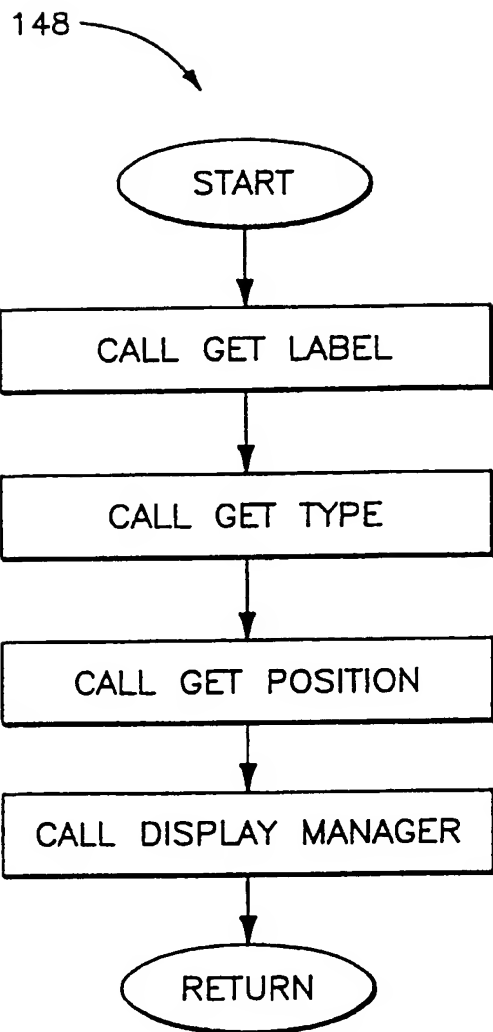 148
START
CALL GET LABEL
CALL GET TYPE
CALL GET POSITION
CALL DISPLAY MANAGER
RETURN